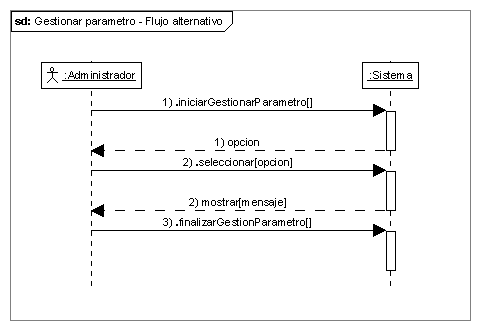 sd: Gestionar parametro - Flujo alternativo
:Administrador
:Sistema
1) .iniciarGestionarParametro[]
1) opcion
2) .seleccionar[opcion]
2) mostrar[mensaje]
3) .finalizarGestionParametro[]